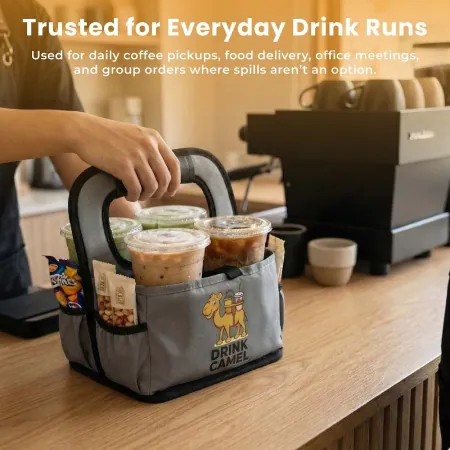 Trusted for Everyday Drink Runs
Used for daily coffee pickups, food delivery, office meetings,
and group orders where spills aren't an option.
DRINK
CAMEL